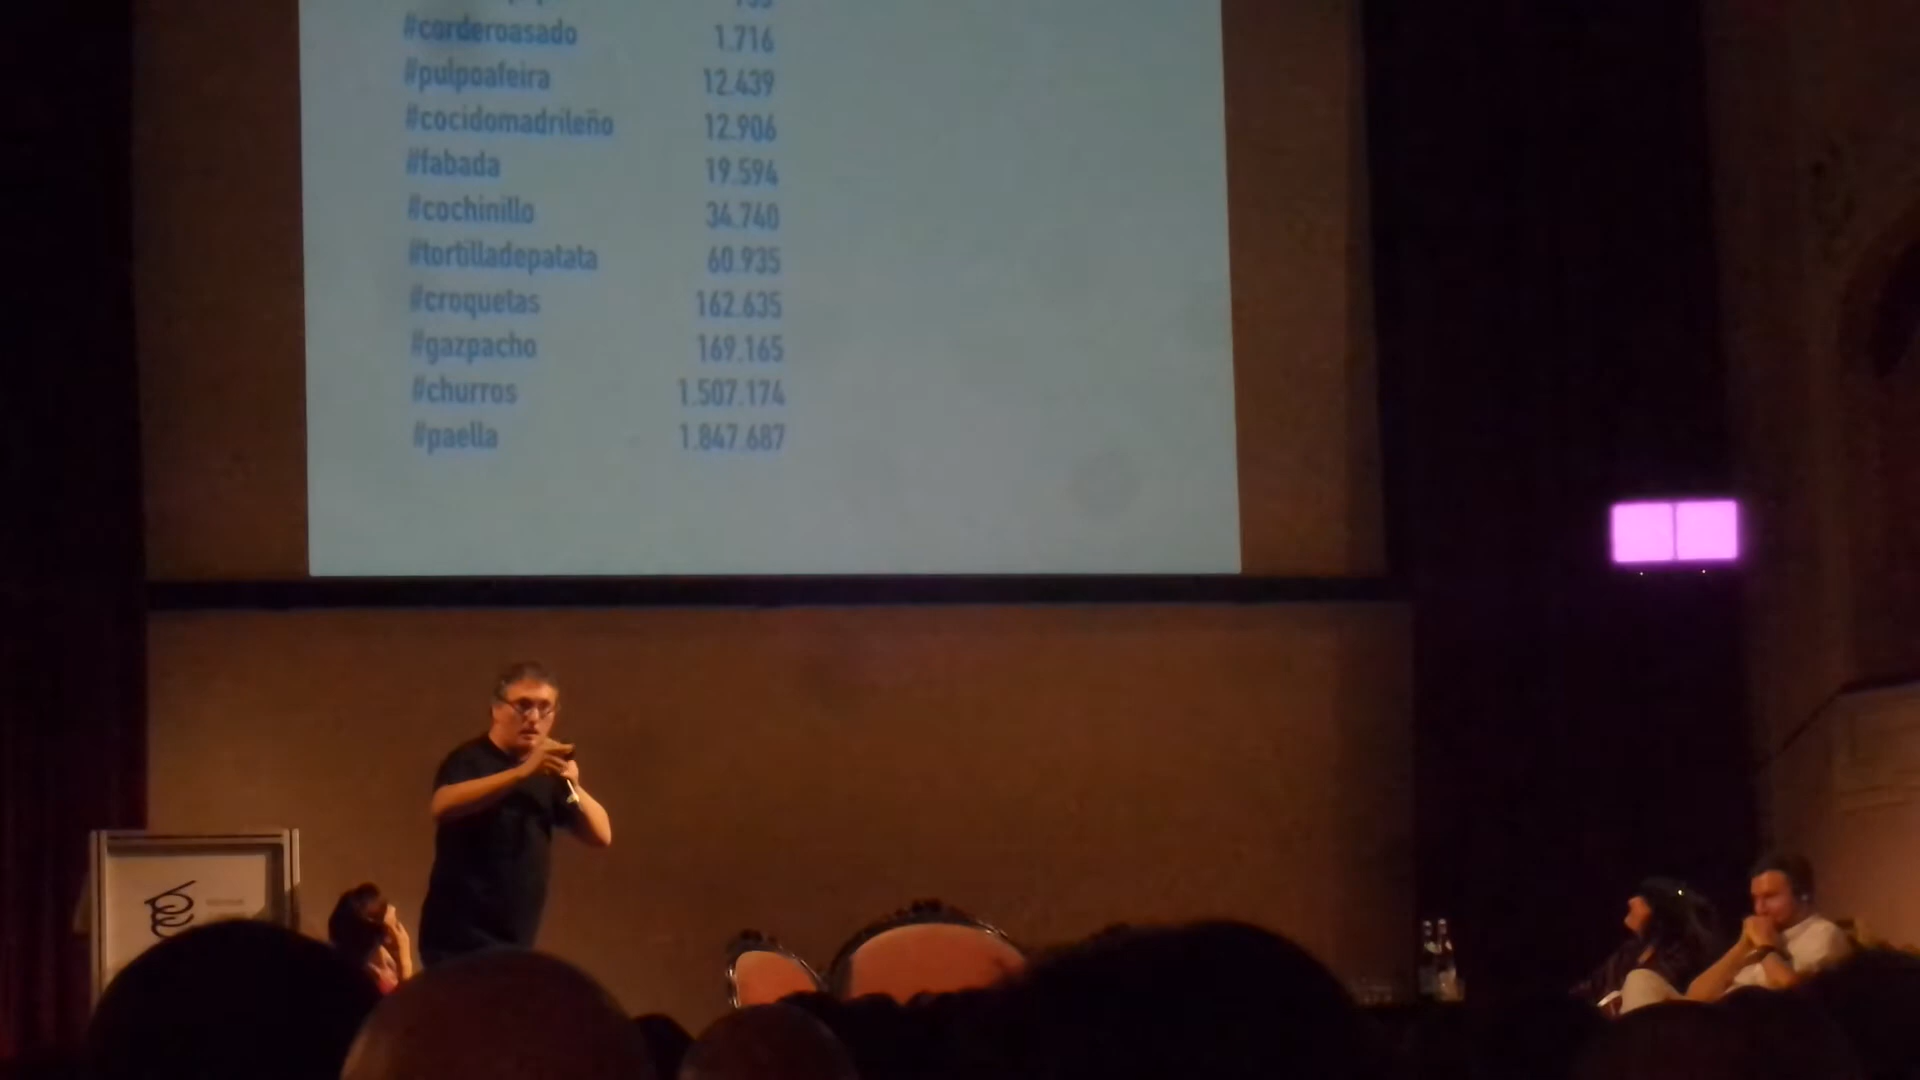 #corderoasado 1.716
#pulpoafeira 12.439
#cocidomadrileño 12.906
#fabada 19.594
#cochinillo 34.740
#tortilladepatata 60.935
#croquetas 162.635
#gazpacho 169.165
#churros 1.507.174
#paella 1.847.687